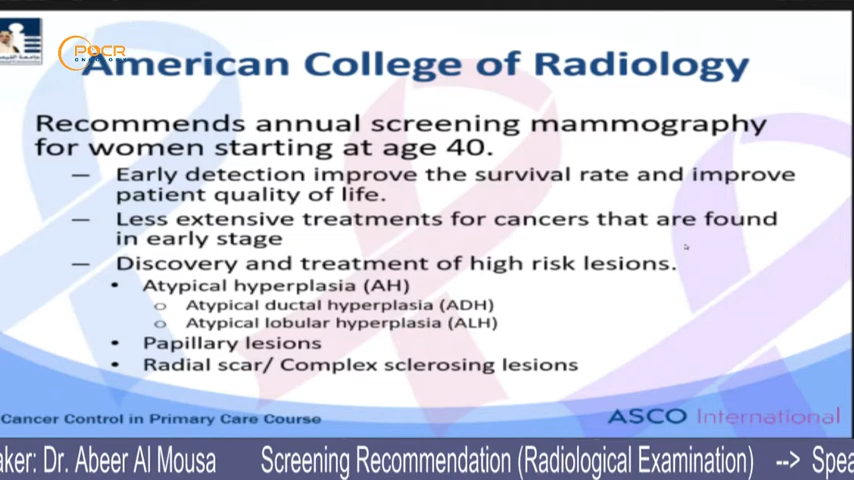 POCR
ONCOLOGY
American College of Radiology
Recommends annual screening mammography
for women starting at age 40.
— Early detection improve the survival rate and improve
patient quality of life.
— Less extensive treatments for cancers that are found
in early stage
— Discovery and treatment of high risk lesions.
• Atypical hyperplasia (AH)
o Atypical ductal hyperplasia (ADH)
o Atypical lobular hyperplasia (ALH)
• Papillary lesions
• Radial scar/ Complex sclerosing lesions
Cancer Control in Primary Care Course
ASCO International
aker: Dr. Abeer Al Mousa Screening Recommendation (Radiological Examination) --> Spea